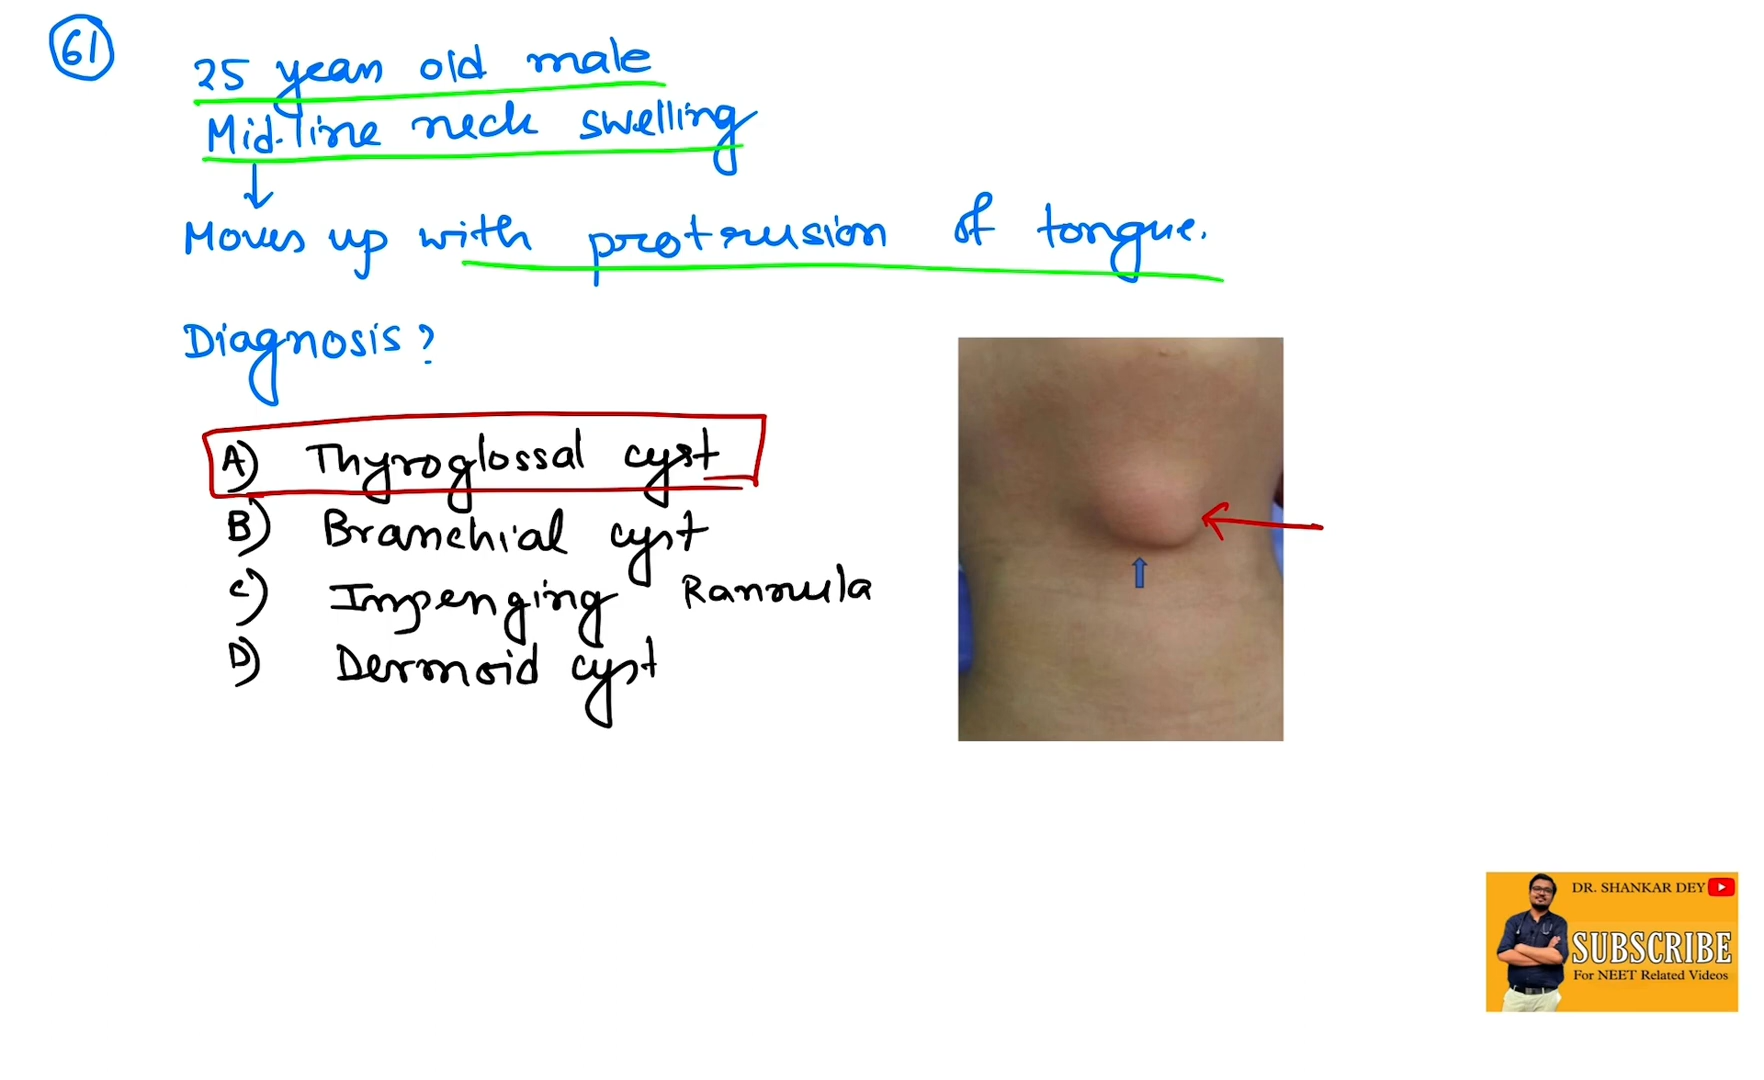 61
25 year old male
Mid-line neck swelling
↓
Moves up with protrusion of tongue.
Diagnosis?
A) Thyroglossal cyst
B) Branchial cyst
C) Impenging Rannula
D) Dermoid cyst
DR. SHANKAR DEY
SUBSCRIBE
For NEET Related Videos